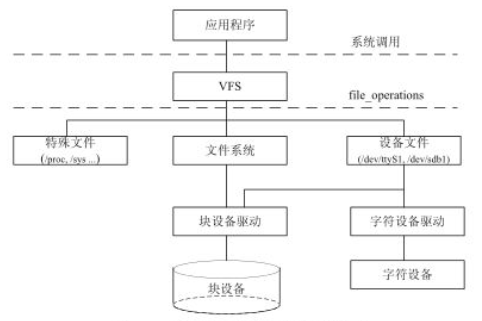 应用程序
系统调用
VFS
file_operations
特殊文件
(/proc, /sys ...)
文件系统
设备文件
(/dev/ttyS1, /dev/sdb1)
块设备驱动
字符设备驱动
块设备
字符设备